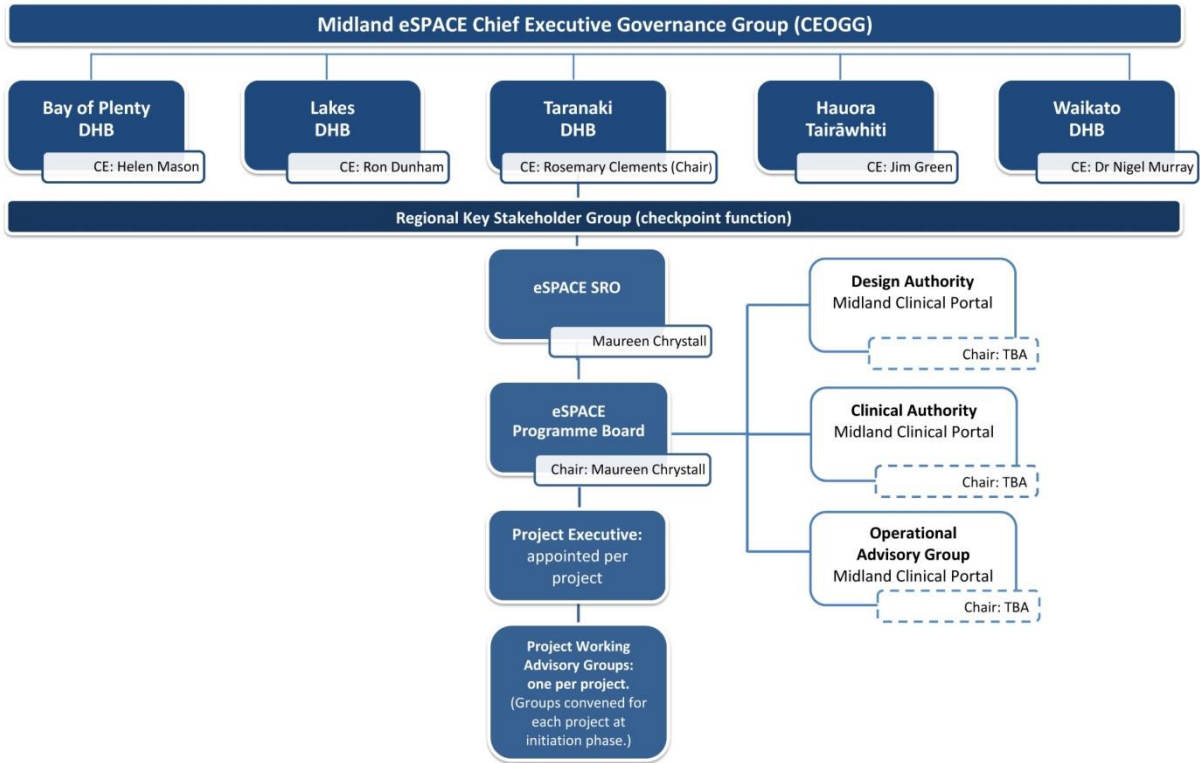 Midland eSPACE Chief Executive Governance Group (CEOGG)
Bay of Plenty
DHB
CE: Helen Mason
Lakes
DHB
CE: Ron Dunham
Taranaki
DHB
CE: Rosemary Clements (Chair)
Hauora
Tairāwhiti
CE: Jim Green
Waikato
DHB
CE: Dr Nigel Murray
Regional Key Stakeholder Group (checkpoint function)
eSPACE SRO
Maureen Chrystall
eSPACE
Programme Board
Chair: Maureen Chrystall
Design Authority
Midland Clinical Portal
Chair: TBA
Clinical Authority
Midland Clinical Portal
Chair: TBA
Operational
Advisory Group
Midland Clinical Portal
Chair: TBA
Project Executive:
appointed per
project
Project Working
Advisory Groups:
one per project.
(Groups convened for
each project at
initiation phase.)